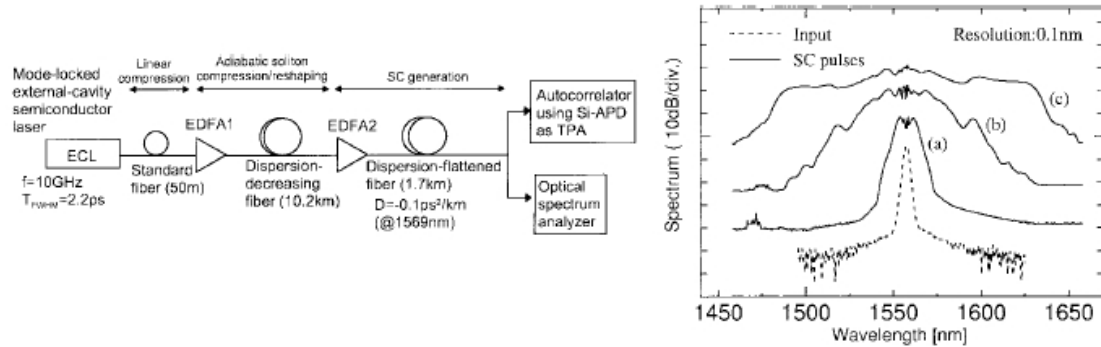 Linear
compression
Adiabatic soliton
compression/reshaping
SC generation
Mode-locked
external-cavity
semiconductor
laser
ECL
f=10GHz
T_FWHM=2.2ps
Standard
fiber (50m)
EDFA1
Dispersion-
decreasing
fiber (10.2km)
EDFA2
Dispersion-flattened
fiber (1.7km)
D=-0.1ps²/km
(@1569nm)
Autocorrelator
using Si-APD
as TPA
Optical
spectrum
analyzer
Spectrum ( 10dB/div.)
Input
Resolution:0.1nm
SC pulses
(c)
(b)
(a)
1450 1500 1550 1600 1650
Wavelength [nm]